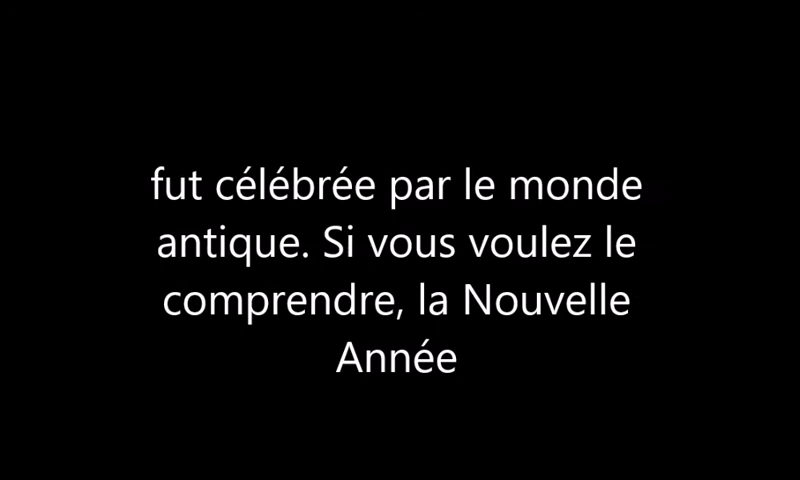 fut célébrée par le monde
antique. Si vous voulez le
comprendre, la Nouvelle
Année